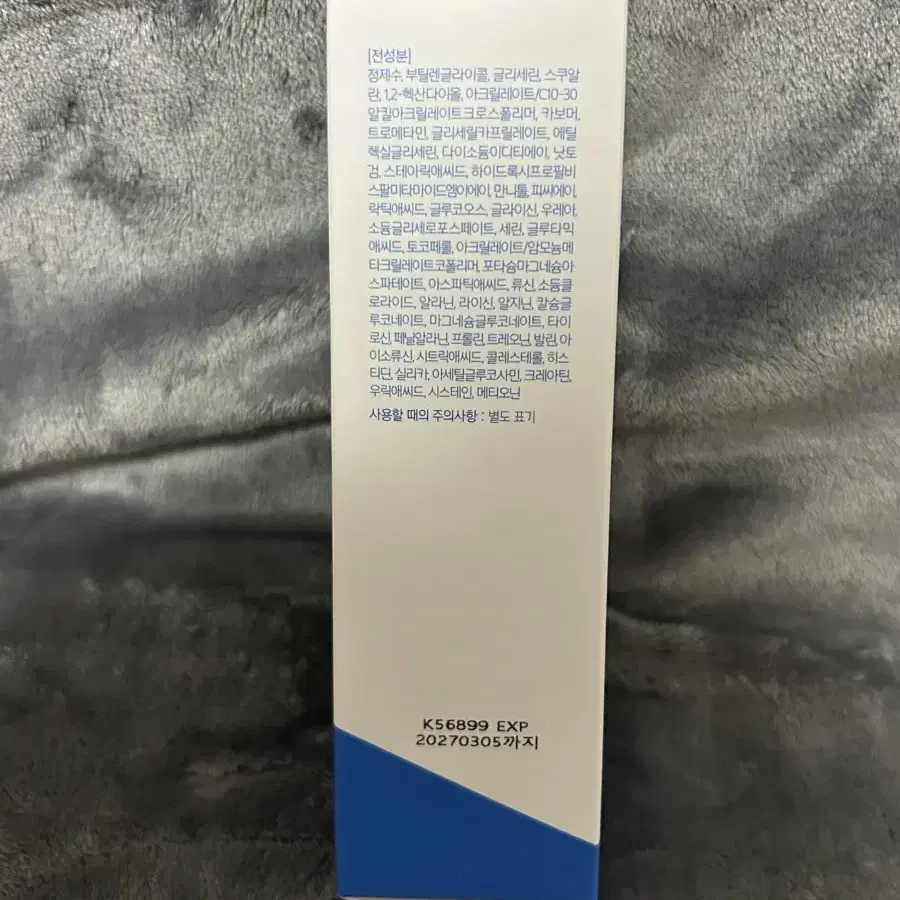 [전성분]
정제수, 부틸렌글라이콜, 글리세린, 스쿠알
란, 1,2-헥산다이올, 아크릴레이트/C10-30
알킬아크릴레이트크로스폴리머, 카보머,
트로메타민, 글리세릴카프릴레이트, 에틸
헥실글리세린, 다이소듐이디티에이, 낫토
검, 스테아릭애씨드, 하이드록시프로필비
스팔미타마이드엠이에이, 만니톨, 피씨에이,
락틱애씨드, 글루코오스, 글라이신, 우레아,
소듐글리세로포스페이트, 세린, 글루타믹
애씨드, 토코페롤, 아크릴레이트/암모늄메
타크릴레이트코폴리머, 포타슘마그네슘아
스파테이트, 아스파틱애씨드, 류신, 소듐클
로라이드, 알라닌, 라이신, 알지닌, 칼슘글
루코네이트, 마그네슘글루코네이트, 타이
로신, 페닐알라닌, 프롤린, 트레오닌, 발린, 아
이소류신, 시트릭애씨드, 콜레스테롤, 히스
티딘, 실리카, 아세틸글루코사민, 크레아틴,
우릭애씨드, 시스테인, 메티오닌
사용할 때의 주의사항 : 별도 표기
K56899 EXP
20270305까지